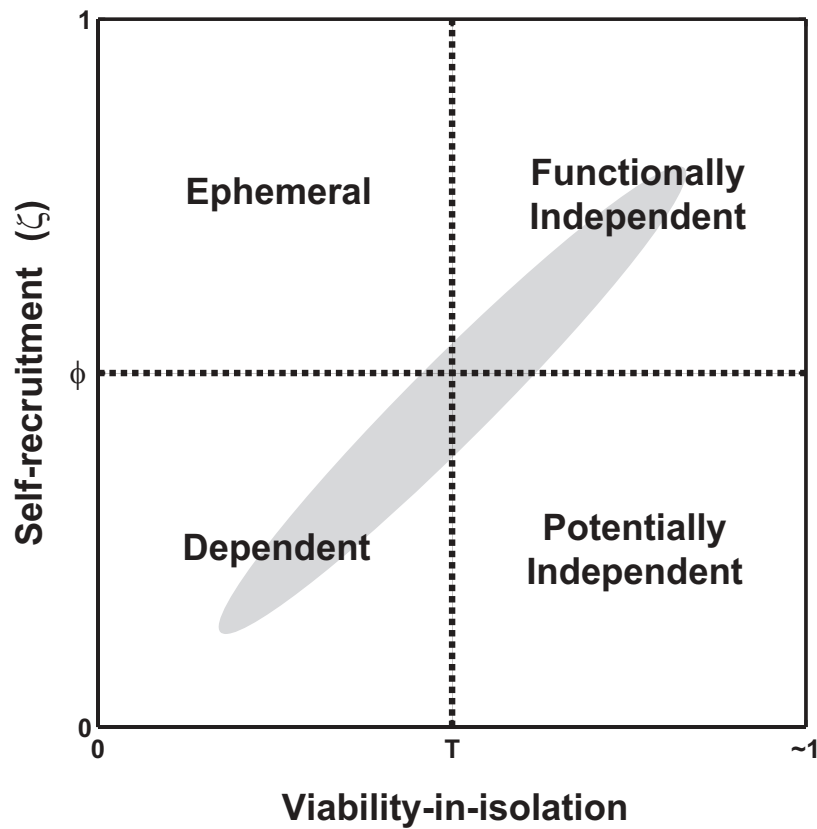 1
Ephemeral
Functionally
Independent
Self-recruitment (ζ)
ϕ
Dependent
Potentially
Independent
0
0
T
~1
Viability-in-isolation